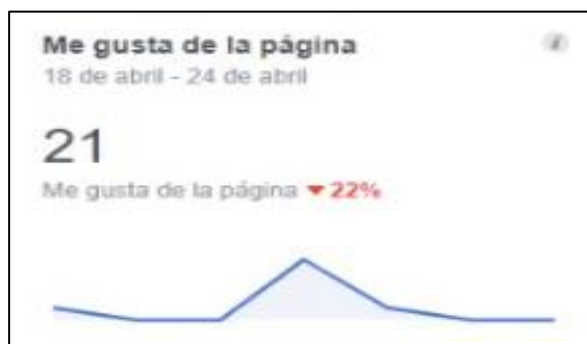 Me gusta de la página
18 de abril - 24 de abril
21
Me gusta de la página ▼ 22%